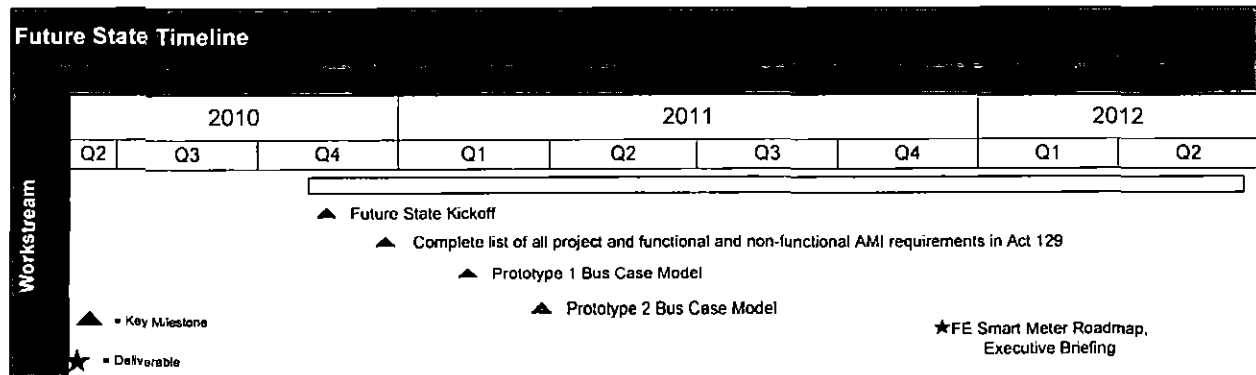 Future State Timeline
2010 2011 2012
Q2 Q3 Q4 Q1 Q2 Q3 Q4 Q1 Q2
Workstream
Future State Kickoff
Complete list of all project and functional and non-functional AMI requirements in Act 129
Prototype 1 Bus Case Model
Prototype 2 Bus Case Model
▲ = Key Milestone
★ = Deliverable
★FE Smart Meter Roadmap,
Executive Briefing